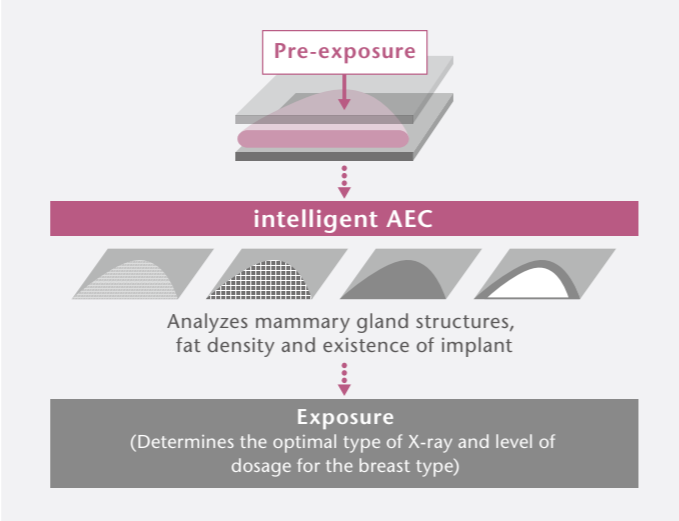 Pre-exposure
intelligent AEC
Analyzes mammary gland structures,
fat density and existence of implant
Exposure
(Determines the optimal type of X-ray and level of
dosage for the breast type)